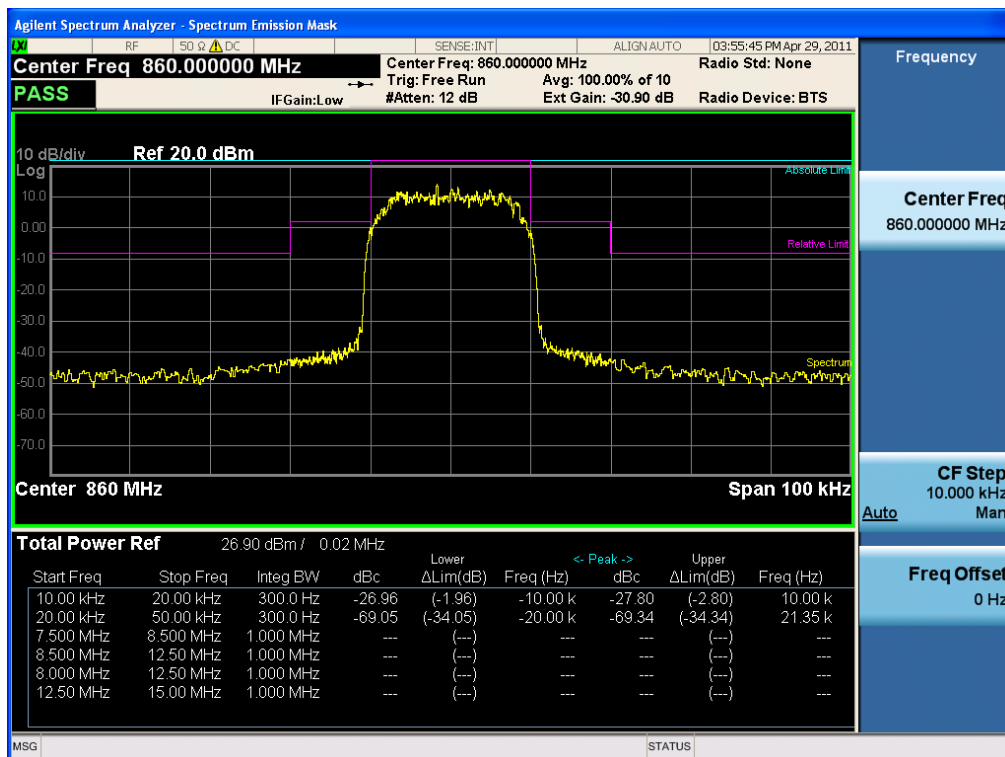 Agilent Spectrum Analyzer - Spectrum Emission Mask
LXI RF 50 Ω DC SENSE:INT ALIGN AUTO 03:55:45 PM Apr 29, 2011
Center Freq 860.000000 MHz
Center Freq: 860.000000 MHz Radio Std: None
Trig: Free Run Avg: 100.00% of 10
PASS IFGain:Low #Atten: 12 dB Ext Gain: -30.90 dB Radio Device: BTS
10 dB/div Ref 20.0 dBm
Log
Absolute Limit
10.0
0.00
Relative Limit
-10.0
-20.0
-30.0
-40.0
Spectrum
-50.0
-60.0
-70.0
Center 860 MHz Span 100 kHz
Total Power Ref 26.90 dBm / 0.02 MHz
Lower <- Peak -> Upper
Start Freq Stop Freq Integ BW dBc ΔLim(dB) Freq (Hz) dBc ΔLim(dB) Freq (Hz)
10.00 kHz 20.00 kHz 300.0 Hz -26.96 (-1.96) -10.00 k -27.80 (-2.80) 10.00 k
20.00 kHz 50.00 kHz 300.0 Hz -69.05 (-34.05) -20.00 k -69.34 (-34.34) 21.35 k
7.500 MHz 8.500 MHz 1.000 MHz --- (---) --- --- (---) ---
8.500 MHz 12.50 MHz 1.000 MHz --- (---) --- --- (---) ---
8.000 MHz 12.50 MHz 1.000 MHz --- (---) --- --- (---) ---
12.50 MHz 15.00 MHz 1.000 MHz --- (---) --- --- (---) ---
MSG STATUS
Frequency
Center Freq
860.000000 MHz
CF Step
10.000 kHz
Auto Man
Freq Offset
0 Hz